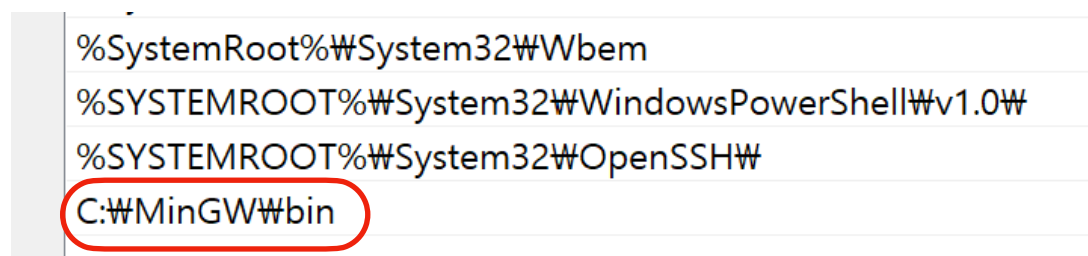 %SystemRoot%₩System32₩Wbem
%SYSTEMROOT%₩System32₩WindowsPowerShell₩v1.0₩
%SYSTEMROOT%₩System32₩OpenSSH₩
C:₩MinGW₩bin